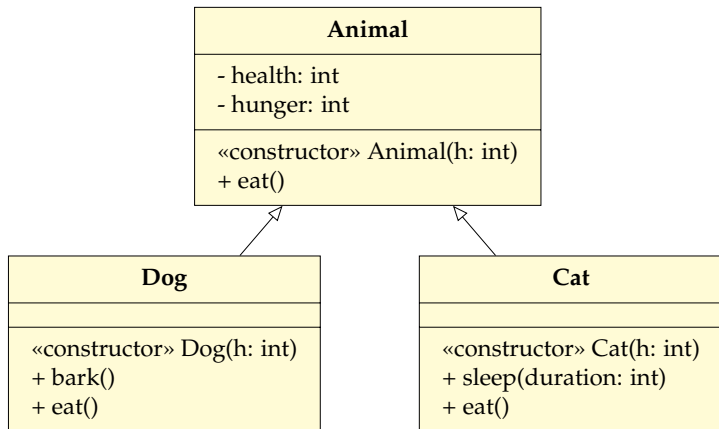 Animal
- health: int
- hunger: int
«constructor» Animal(h: int)
+ eat()
Dog
«constructor» Dog(h: int)
+ bark()
+ eat()
Cat
«constructor» Cat(h: int)
+ sleep(duration: int)
+ eat()